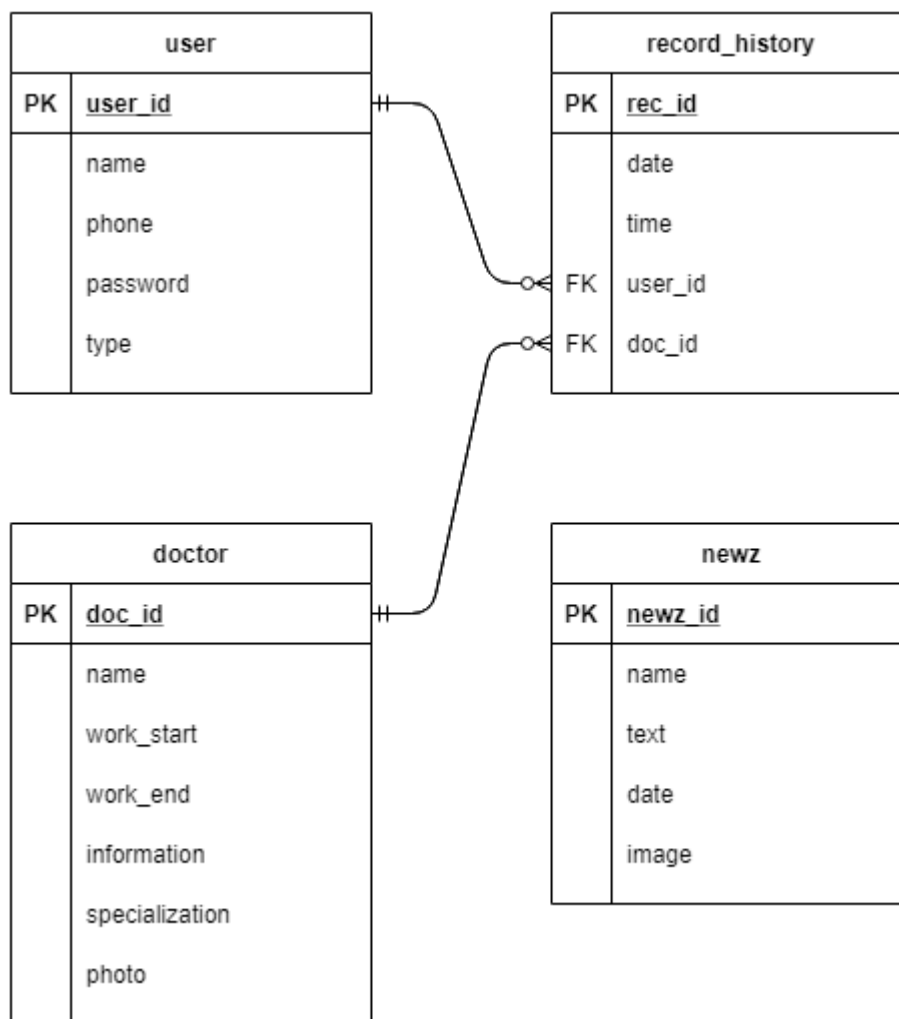 user
PK user_id
name
phone
password
type
record_history
PK rec_id
date
time
FK user_id
FK doc_id
doctor
PK doc_id
name
work_start
work_end
information
specialization
photo
newz
PK newz_id
name
text
date
image